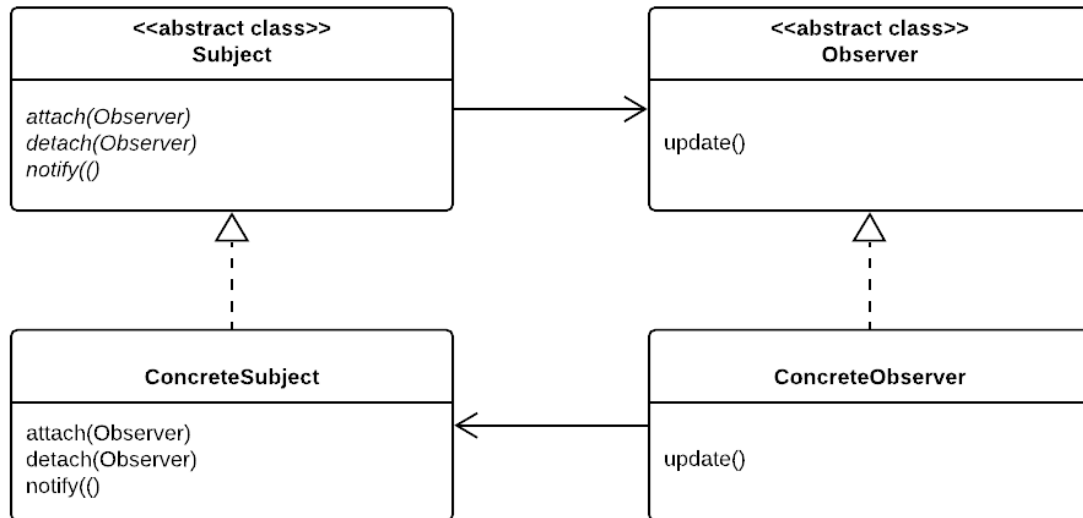 <<abstract class>>
Subject
attach(Observer)
detach(Observer)
notify(()
<<abstract class>>
Observer
update()
ConcreteSubject
attach(Observer)
detach(Observer)
notify(()
ConcreteObserver
update()